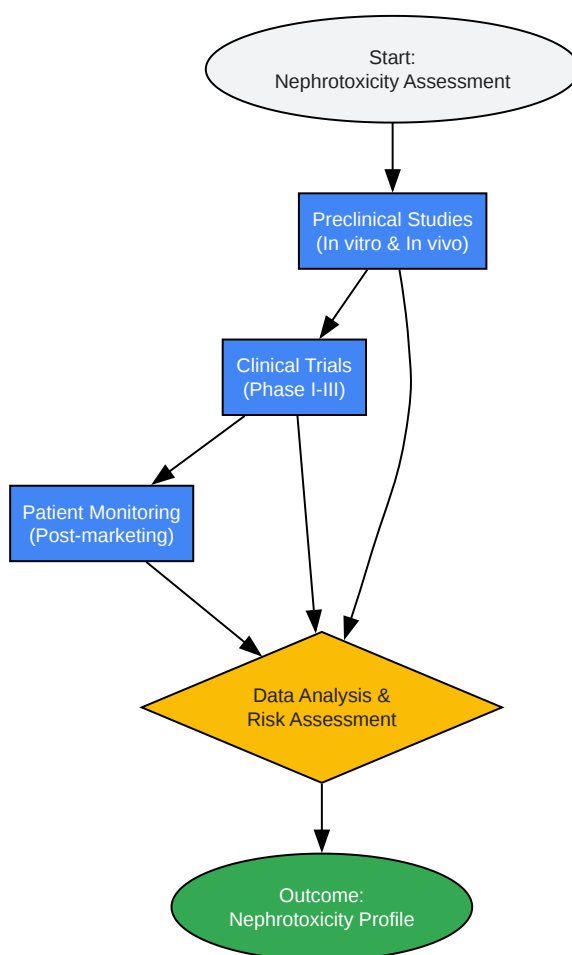 Start:
Nephrotoxicity Assessment
Preclinical Studies
(In vitro & In vivo)
Clinical Trials
(Phase I-III)
Patient Monitoring
(Post-marketing)
Data Analysis &
Risk Assessment
Outcome:
Nephrotoxicity Profile